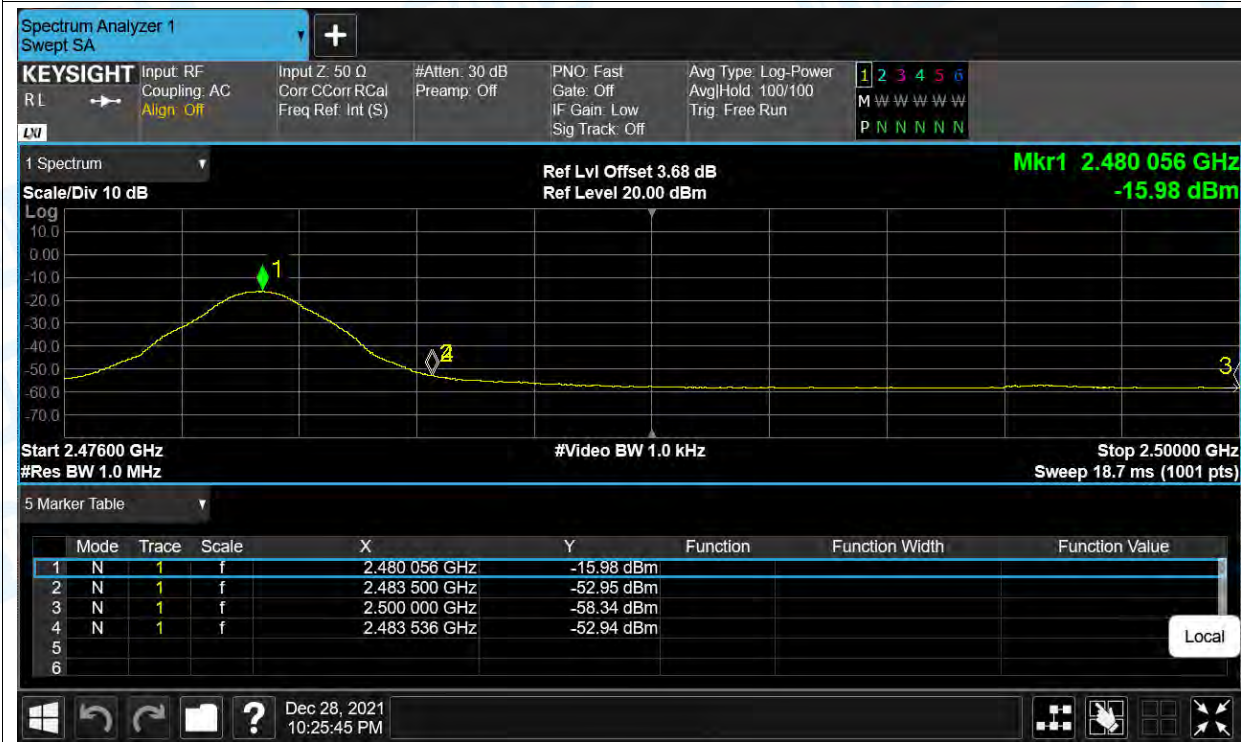 Spectrum Analyzer 1
Swept SA
+
KEYSIGHT Input: RF Input Z: 50 Ω #Atten: 30 dB PNO: Fast Avg Type: Log-Power 1 2 3 4 5 6
RL Coupling: AC Corr CCorr RCal Preamp: Off Gate: Off Avg|Hold: 100/100 M W W W W W
Align: Off Freq Ref: Int (S) IF Gain: Low Trig: Free Run
LXI Sig Track: Off P N N N N N
1 Spectrum
Ref Lvl Offset 3.68 dB Mkr1 2.480 056 GHz
Scale/Div 10 dB Ref Level 20.00 dBm -15.98 dBm
Log
10.0
0.00
-10.0 1
-20.0
-30.0
-40.0 2 4
-50.0 3
-60.0
-70.0
Start 2.47600 GHz #Video BW 1.0 kHz Stop 2.50000 GHz
#Res BW 1.0 MHz Sweep 18.7 ms (1001 pts)
5 Marker Table
Mode Trace Scale X Y Function Function Width Function Value
1 N 1 f 2.480 056 GHz -15.98 dBm
2 N 1 f 2.483 500 GHz -52.95 dBm
3 N 1 f 2.500 000 GHz -58.34 dBm
4 N 1 f 2.483 536 GHz -52.94 dBm
5
6
Local
? Dec 28, 2021
10:25:45 PM